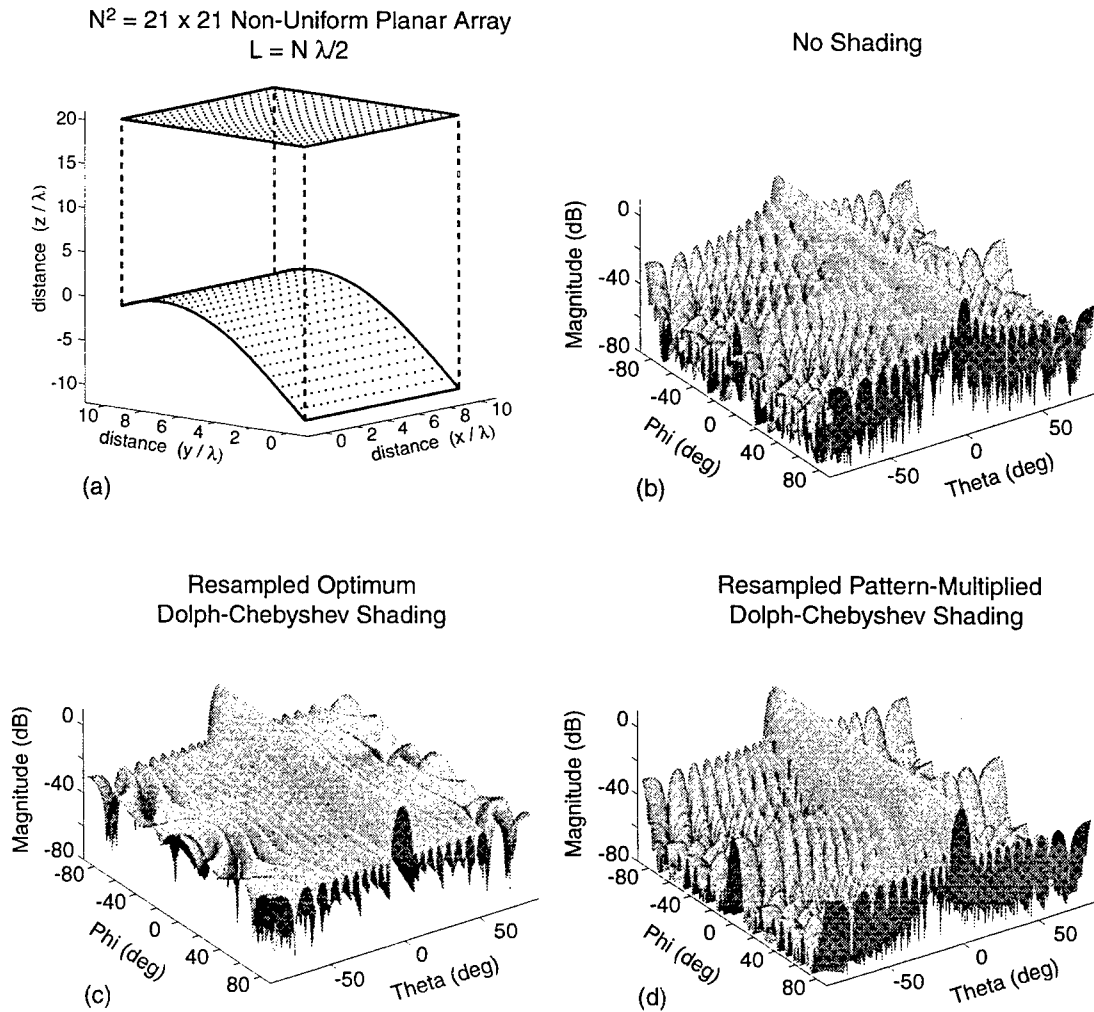 N² = 21 x 21 Non-Uniform Planar Array
L = N λ/2
20
15
10
5
0
-5
-10
distance (z / λ)
10
8
6
4
2
0
distance (y / λ)
0
2
4
6
8
10
distance (x / λ)
(a)
No Shading
0
-40
-80
Magnitude (dB)
-80
-40
0
40
80
Phi (deg)
-50
0
50
Theta (deg)
(b)
Resampled Optimum
Dolph-Chebyshev Shading
0
-40
-80
Magnitude (dB)
-80
-40
0
40
80
Phi (deg)
-50
0
50
Theta (deg)
(c)
Resampled Pattern-Multiplied
Dolph-Chebyshev Shading
0
-40
-80
Magnitude (dB)
-80
-40
0
40
80
Phi (deg)
-50
0
50
Theta (deg)
(d)